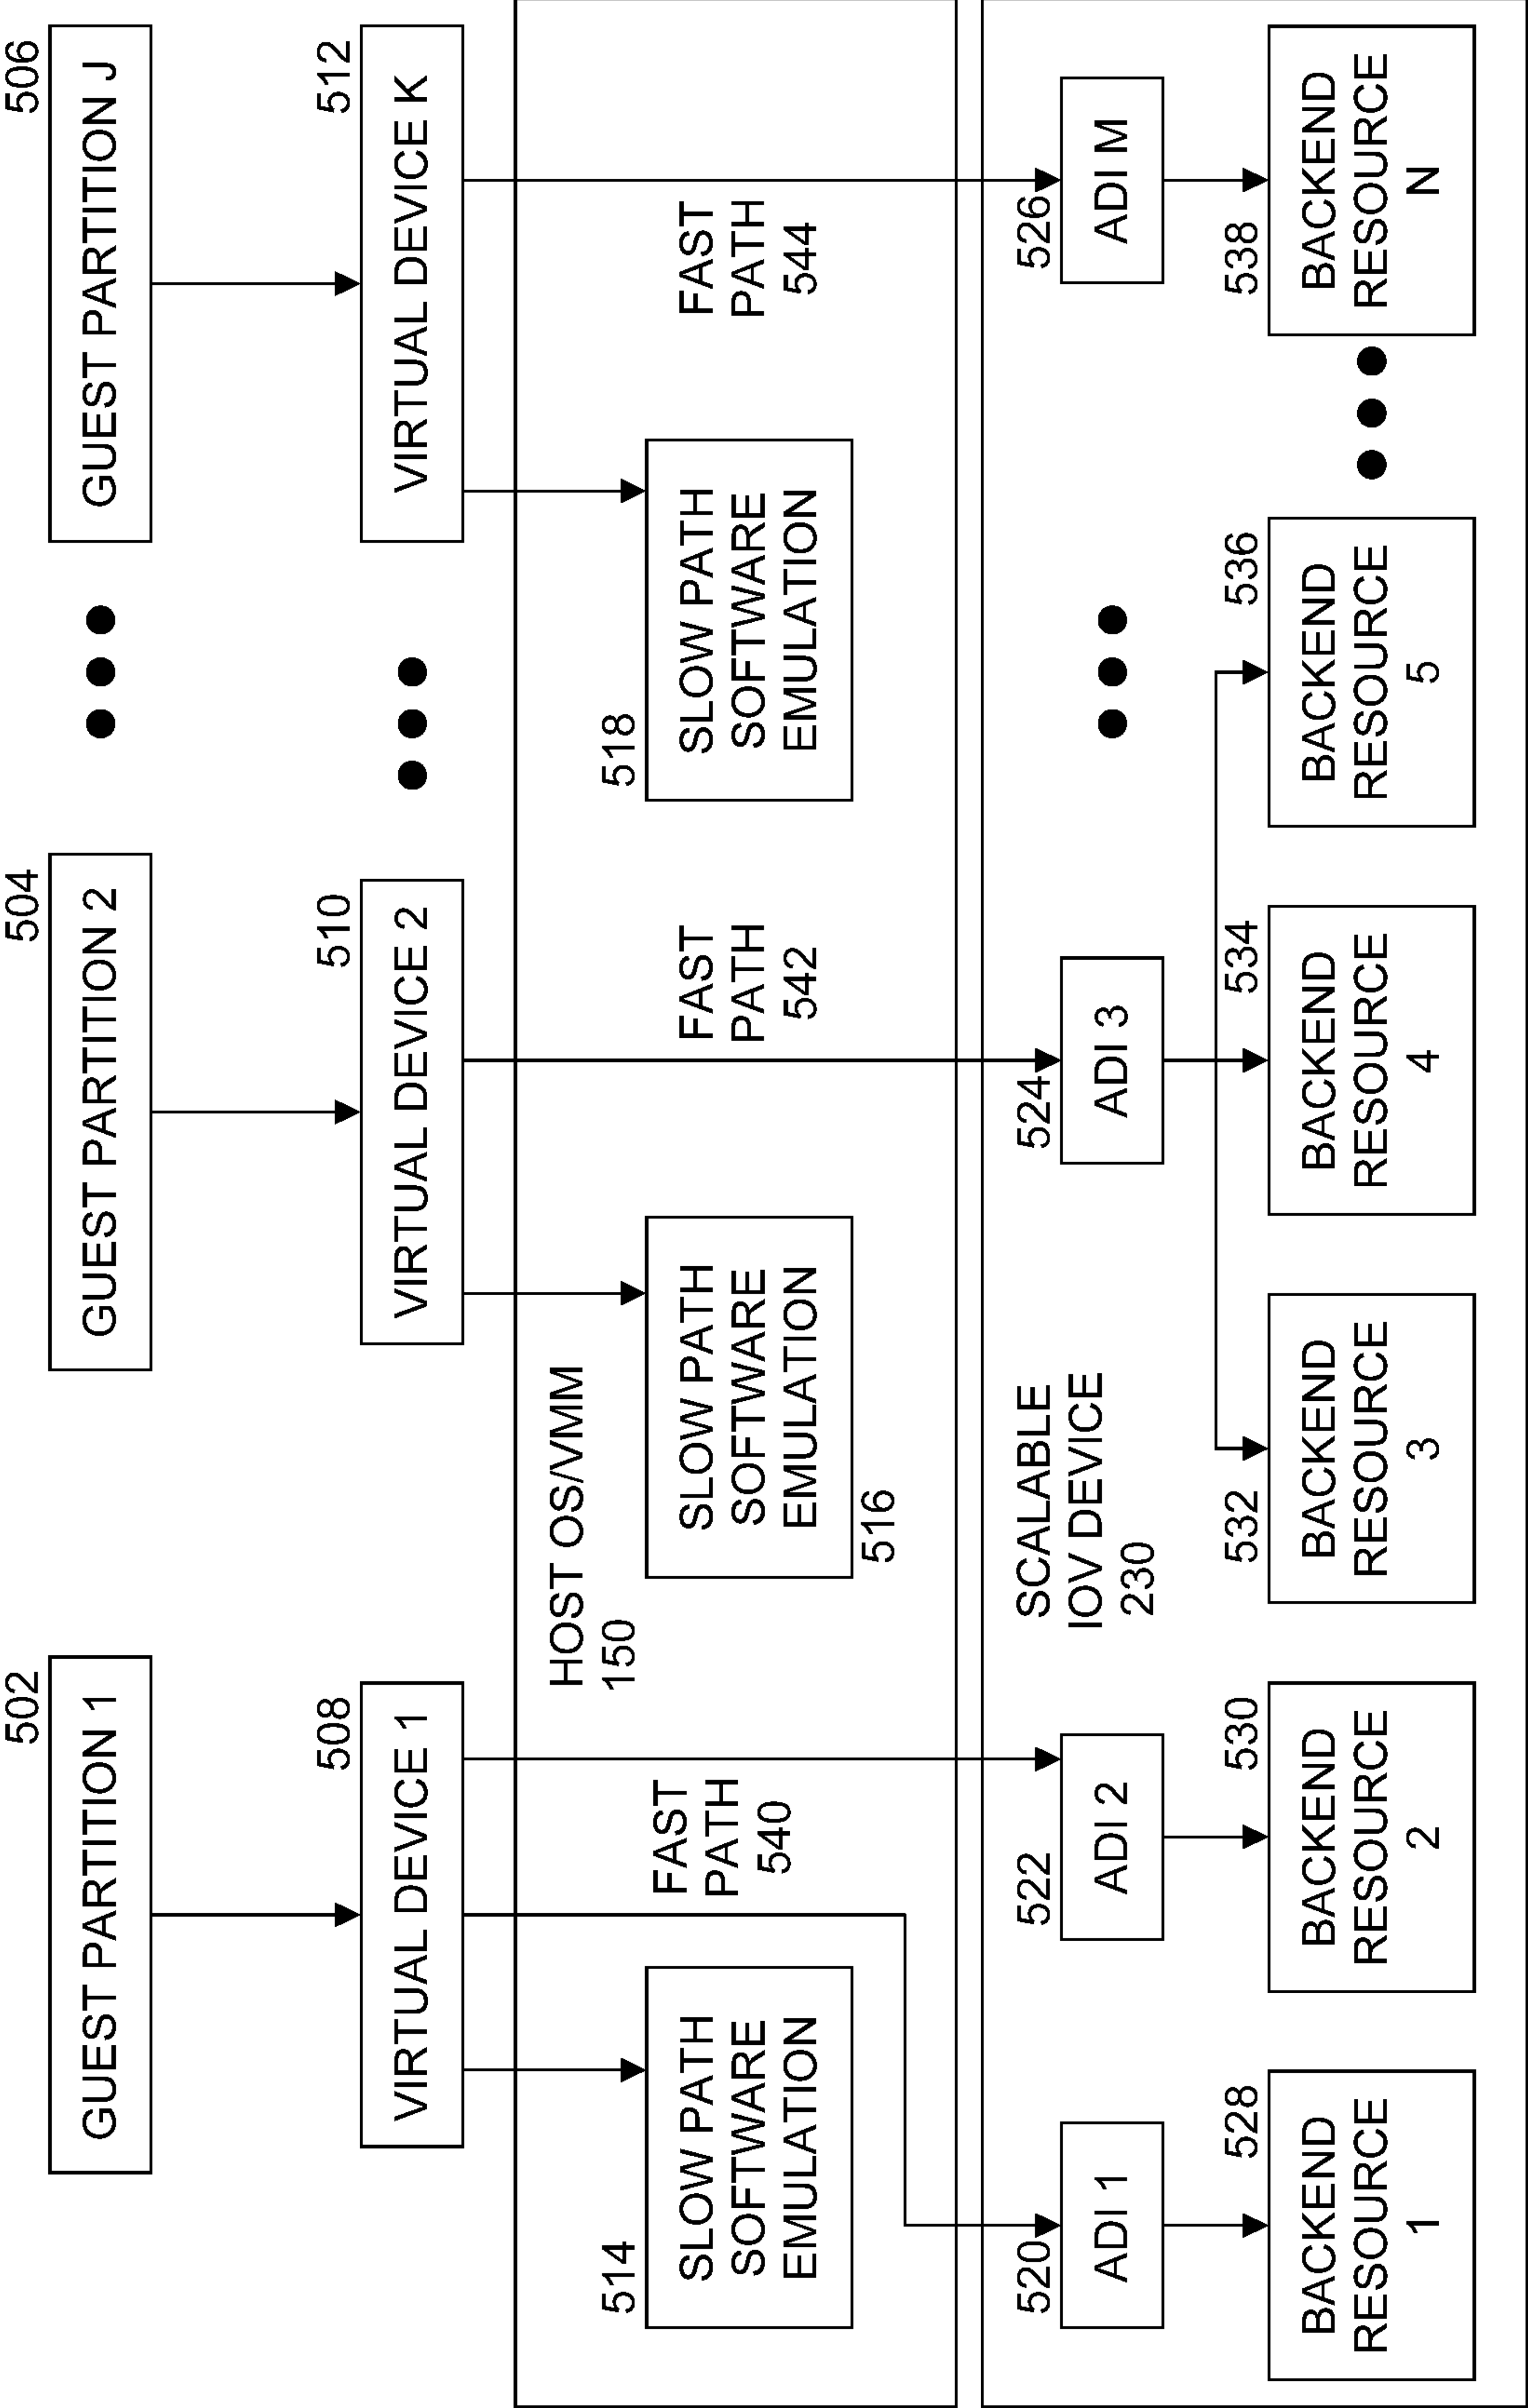 502
GUEST PARTITION 1
504
GUEST PARTITION 2
506
GUEST PARTITION J
508
VIRTUAL DEVICE 1
510
VIRTUAL DEVICE 2
512
VIRTUAL DEVICE K
HOST OS/VMM
150
514
SLOW PATH
SOFTWARE
EMULATION
FAST
PATH
540
SLOW PATH
SOFTWARE
EMULATION
516
FAST
PATH
542
518
SLOW PATH
SOFTWARE
EMULATION
FAST
PATH
544
SCALABLE
IOV DEVICE
230
520
ADI 1
522
ADI 2
524
ADI 3
526
ADI M
528
BACKEND
RESOURCE
1
530
BACKEND
RESOURCE
2
532
BACKEND
RESOURCE
3
534
BACKEND
RESOURCE
4
536
BACKEND
RESOURCE
5
538
BACKEND
RESOURCE
N